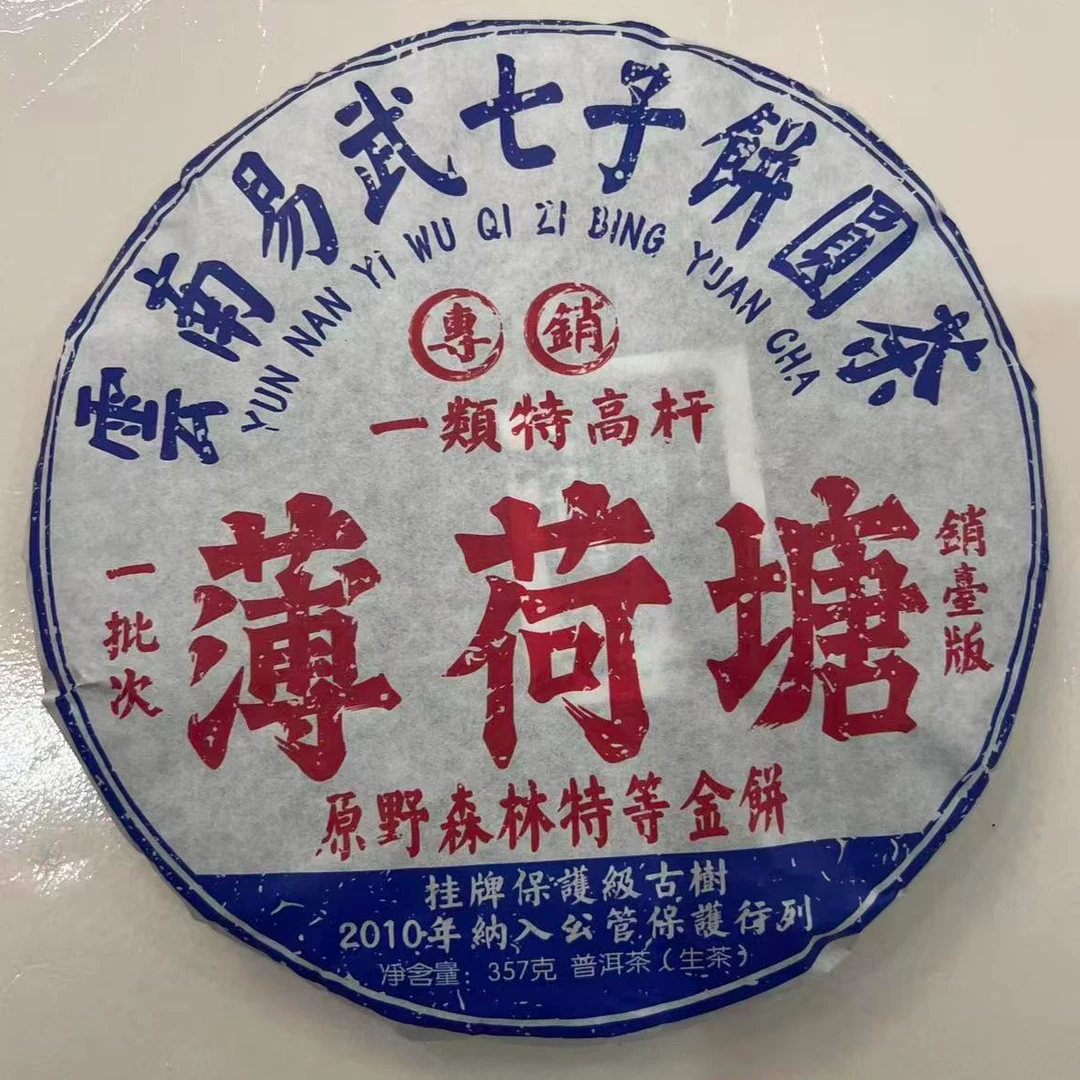 雲南易武七子餅圓茶
YUN NAN Yi WU QI ZI BING YUAN CHA
專銷
一類特高杆
薄荷塘
一批次
銷臺版
原野森林特等金餅
挂牌保護級古樹
2010年納入公管保護行列
净含量：357克 普洱茶（生茶）